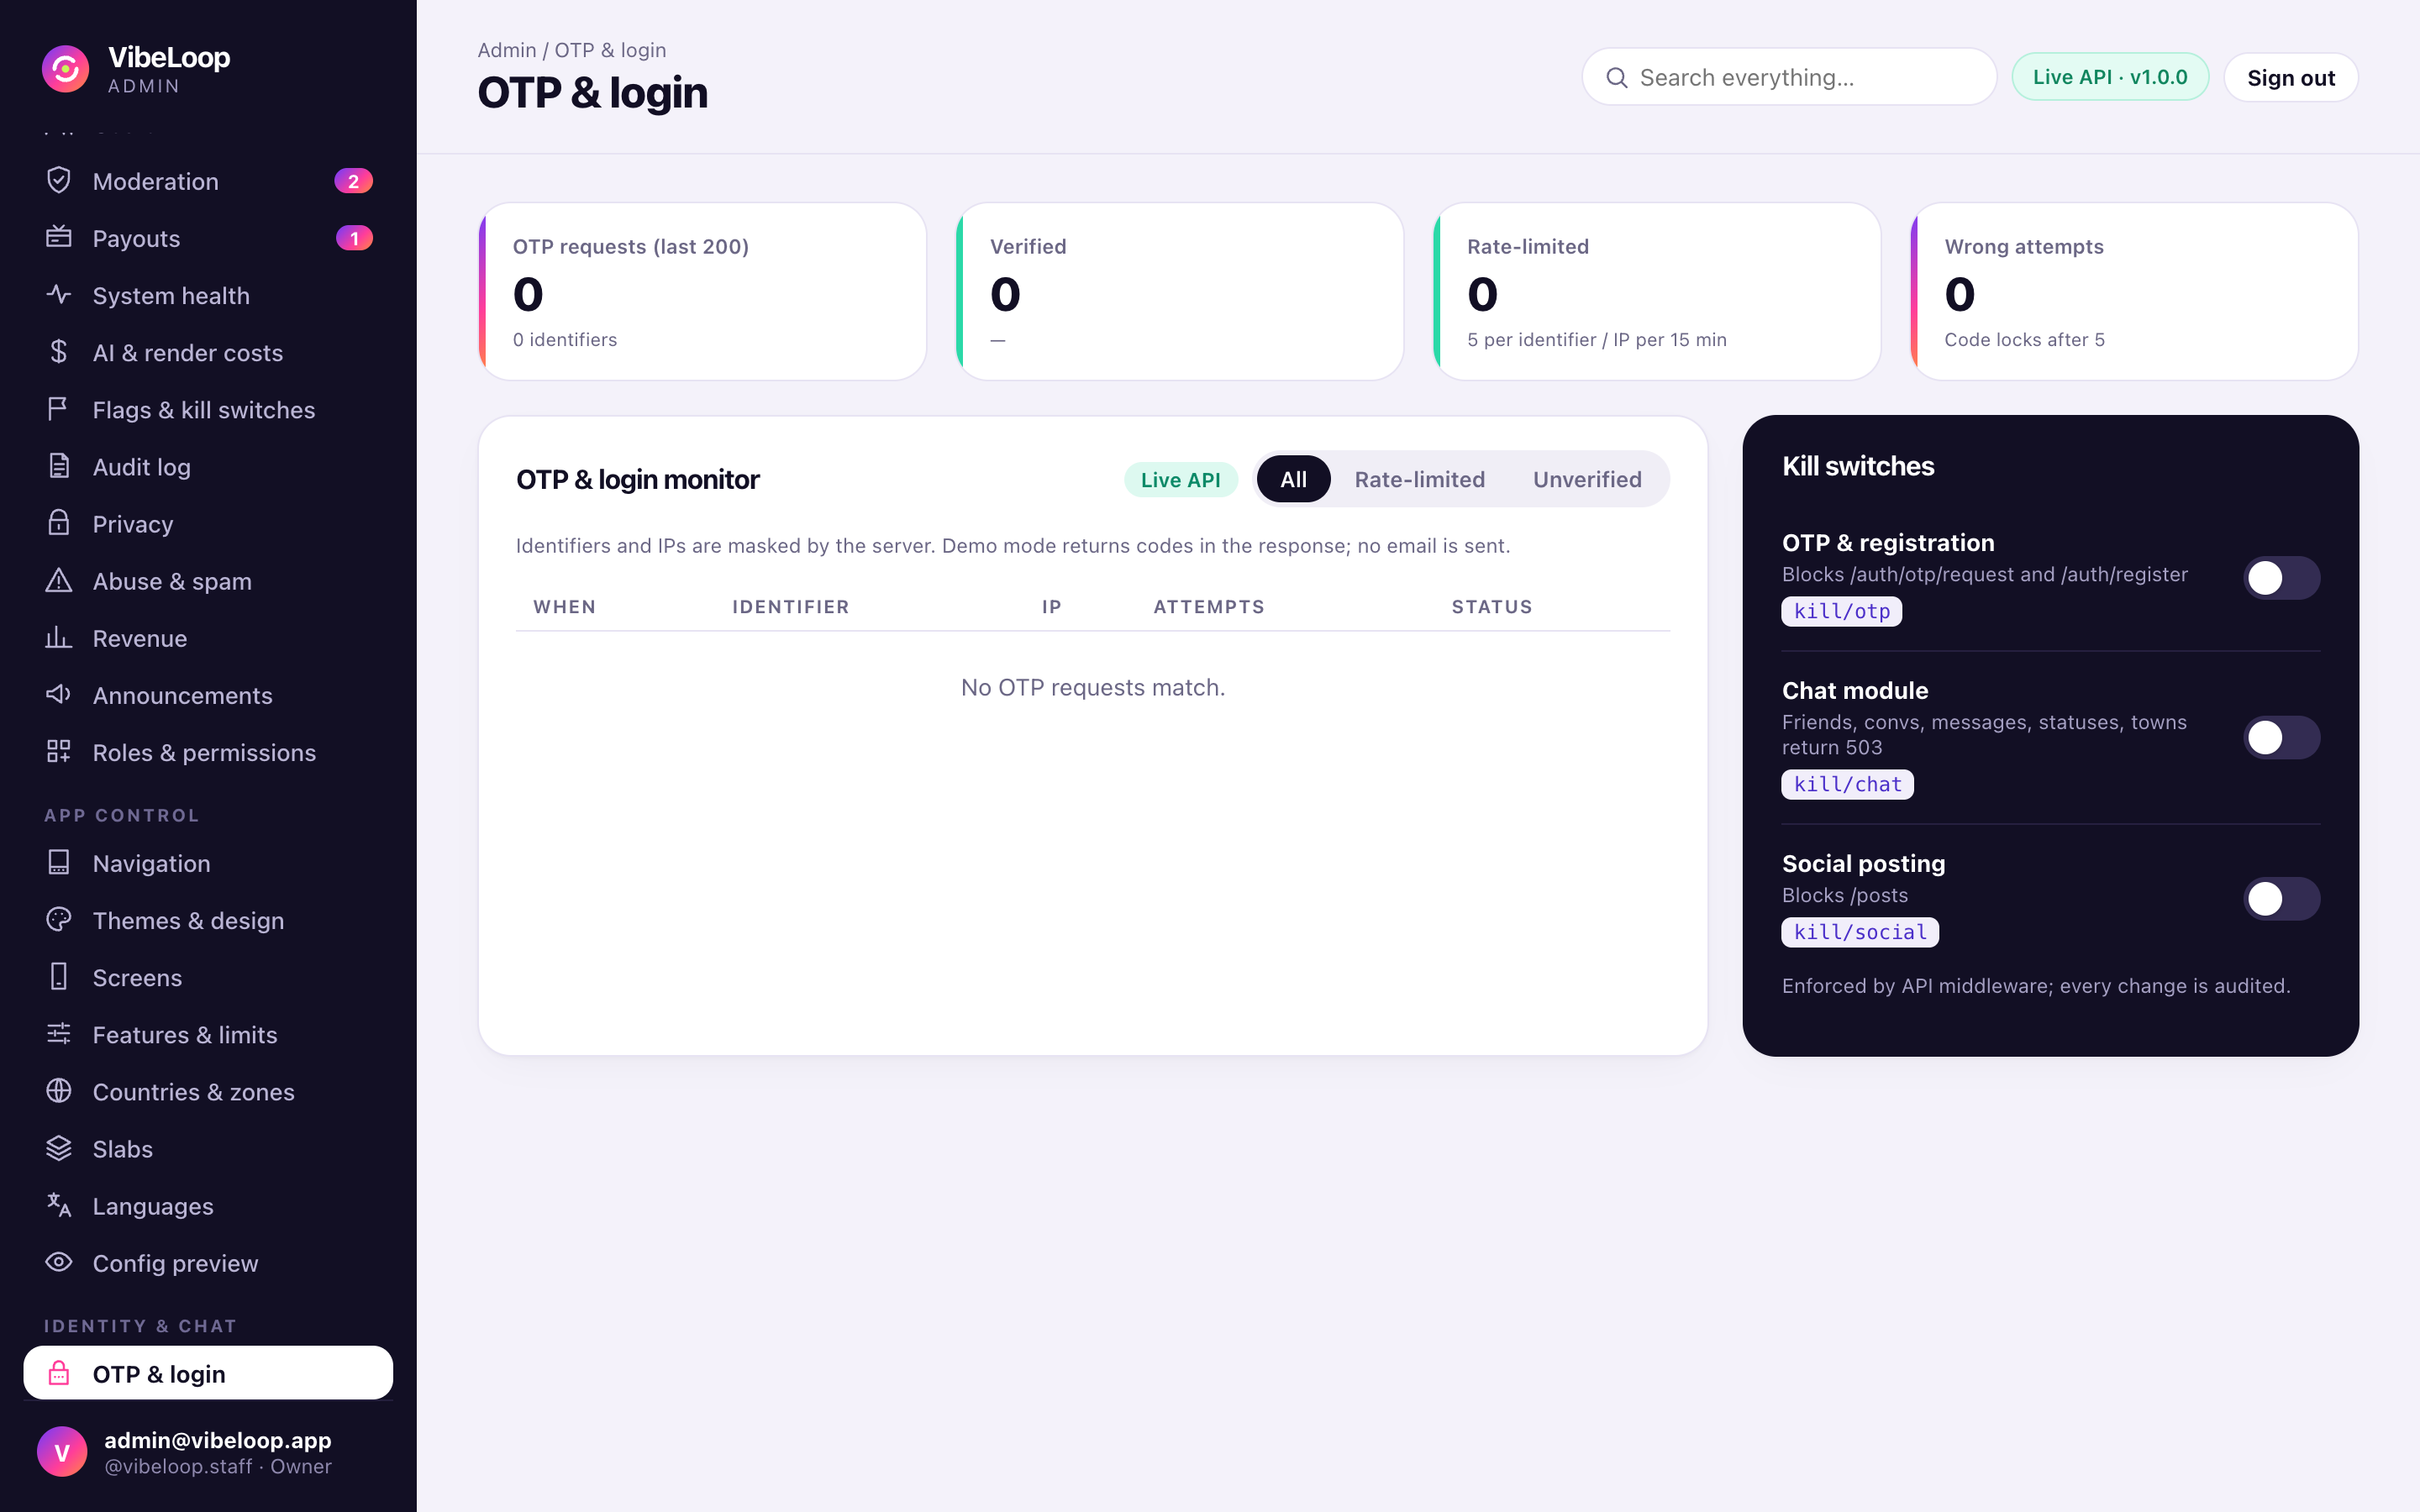 VibeLoop
ADMIN
Moderation 2
Payouts 1
System health
AI & render costs
Flags & kill switches
Audit log
Privacy
Abuse & spam
Revenue
Announcements
Roles & permissions
APP CONTROL
Navigation
Themes & design
Screens
Features & limits
Countries & zones
Slabs
Languages
Config preview
IDENTITY & CHAT
OTP & login
V
admin@vibeloop.app
@vibeloop.staff · Owner
Admin / OTP & login
OTP & login
Search everything...
Live API · v1.0.0
Sign out
OTP requests (last 200)
0
0 identifiers
Verified
0
—
Rate-limited
0
5 per identifier / IP per 15 min
Wrong attempts
0
Code locks after 5
OTP & login monitor
Live API
All Rate-limited Unverified
Identifiers and IPs are masked by the server. Demo mode returns codes in the response; no email is sent.
WHEN IDENTIFIER IP ATTEMPTS STATUS
No OTP requests match.
Kill switches
OTP & registration
Blocks /auth/otp/request and /auth/register
kill/otp
Chat module
Friends, convs, messages, statuses, towns
return 503
kill/chat
Social posting
Blocks /posts
kill/social
Enforced by API middleware; every change is audited.